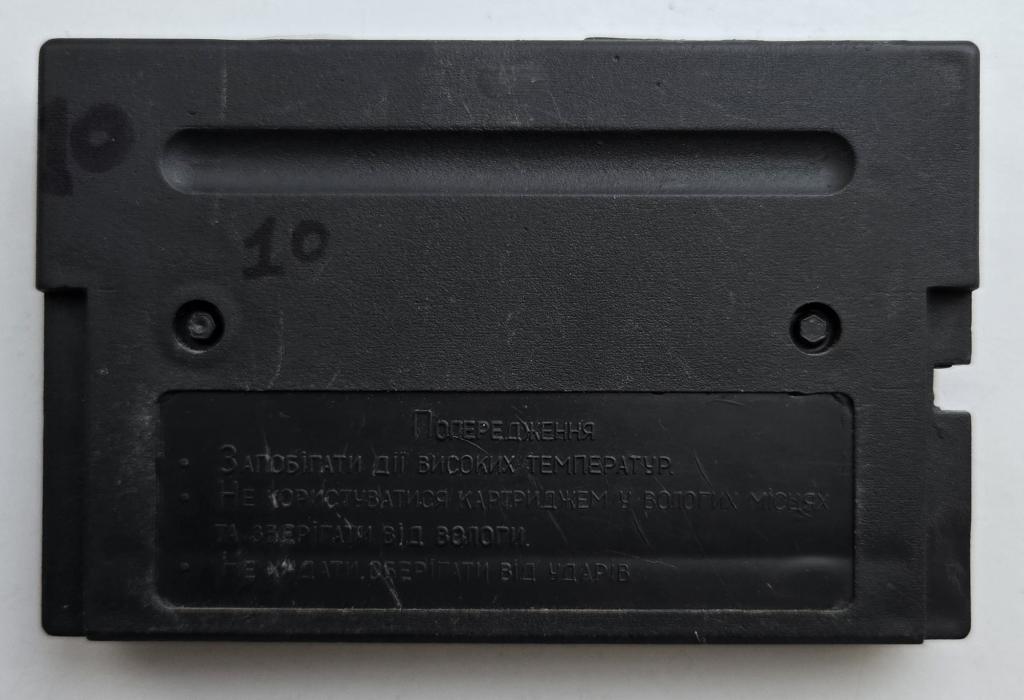 10
10
Попередження
• Запобігати дії високих температур.
• Не користуватися картриджем у вологих місцях
та зберігати від вологи.
• Не кидати, зберігати від ударів